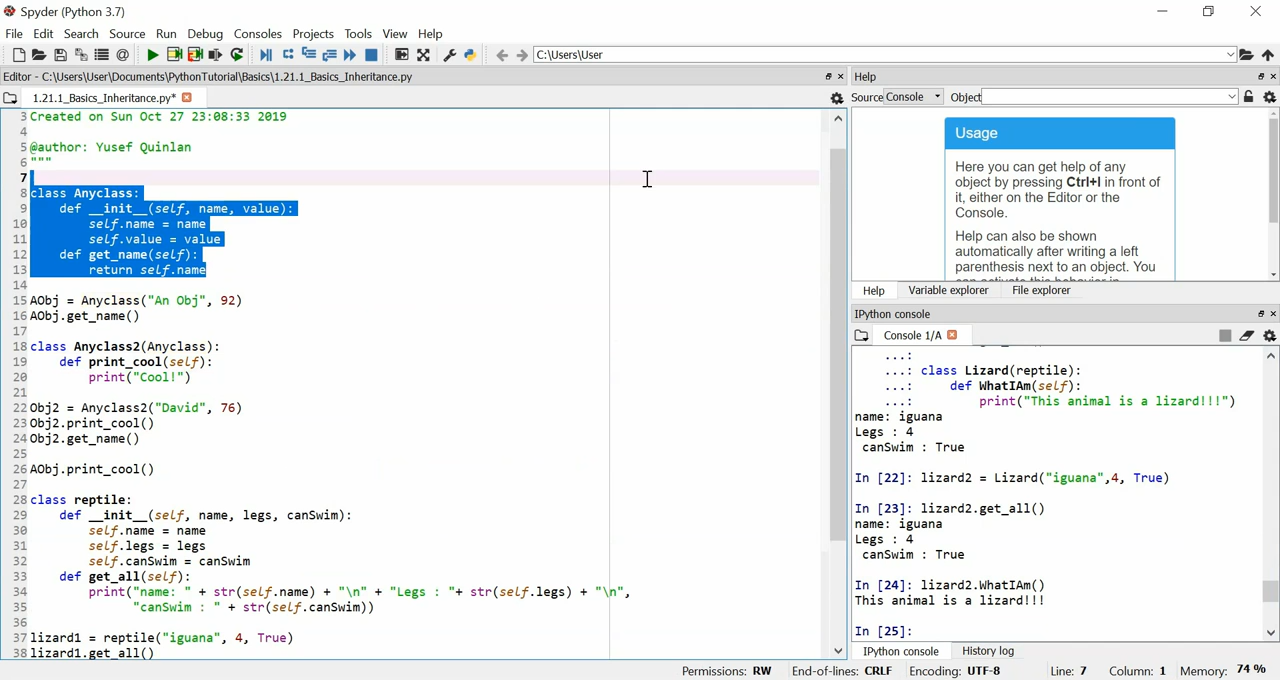 Spyder (Python 3.7)
File Edit Search Source Run Debug Consoles Projects Tools View Help
C:\Users\User
Editor - C:\Users\User\Documents\PythonTutorial\Basics\1.21.1_Basics_Inheritance.py
1.21.1_Basics_Inheritance.py*
3 Created on Sun Oct 27 23:08:33 2019
4
5 @author: Yusef Quinlan
6 """
7
8 class Anyclass:
9     def __init__(self, name, value):
10         self.name = name
11         self.value = value
12     def get_name(self):
13         return self.name
14
15 AObj = Anyclass("An Obj", 92)
16 AObj.get_name()
17
18 class Anyclass2(Anyclass):
19     def print_cool(self):
20         print("Cool!")
21
22 Obj2 = Anyclass2("David", 76)
23 Obj2.print_cool()
24 Obj2.get_name()
25
26 AObj.print_cool()
27
28 class reptile:
29     def __init__(self, name, legs, canSwim):
30         self.name = name
31         self.legs = legs
32         self.canSwim = canSwim
33     def get_all(self):
34         print("name: " + str(self.name) + "\n" + "Legs : "+ str(self.legs) + "\n",
35               "canSwim : " + str(self.canSwim))
36
37 lizard1 = reptile("iguana", 4, True)
38 lizard1.get_all()
Help
Source Console Object
Usage
Here you can get help of any
object by pressing Ctrl+I in front of
it, either on the Editor or the
Console.
Help can also be shown
automatically after writing a left
parenthesis next to an object. You
can activate this behavior in
Help Variable explorer File explorer
IPython console
Console 1/A
...:
...: class Lizard(reptile):
...:     def WhatIAm(self):
...:         print("This animal is a lizard!!!")
name: iguana
Legs : 4
 canSwim : True
In [22]: lizard2 = Lizard("iguana",4, True)
In [23]: lizard2.get_all()
name: iguana
Legs : 4
 canSwim : True
In [24]: lizard2.WhatIAm()
This animal is a lizard!!!
In [25]:
IPython console History log
Permissions: RW End-of-lines: CRLF Encoding: UTF-8 Line: 7 Column: 1 Memory: 74 %